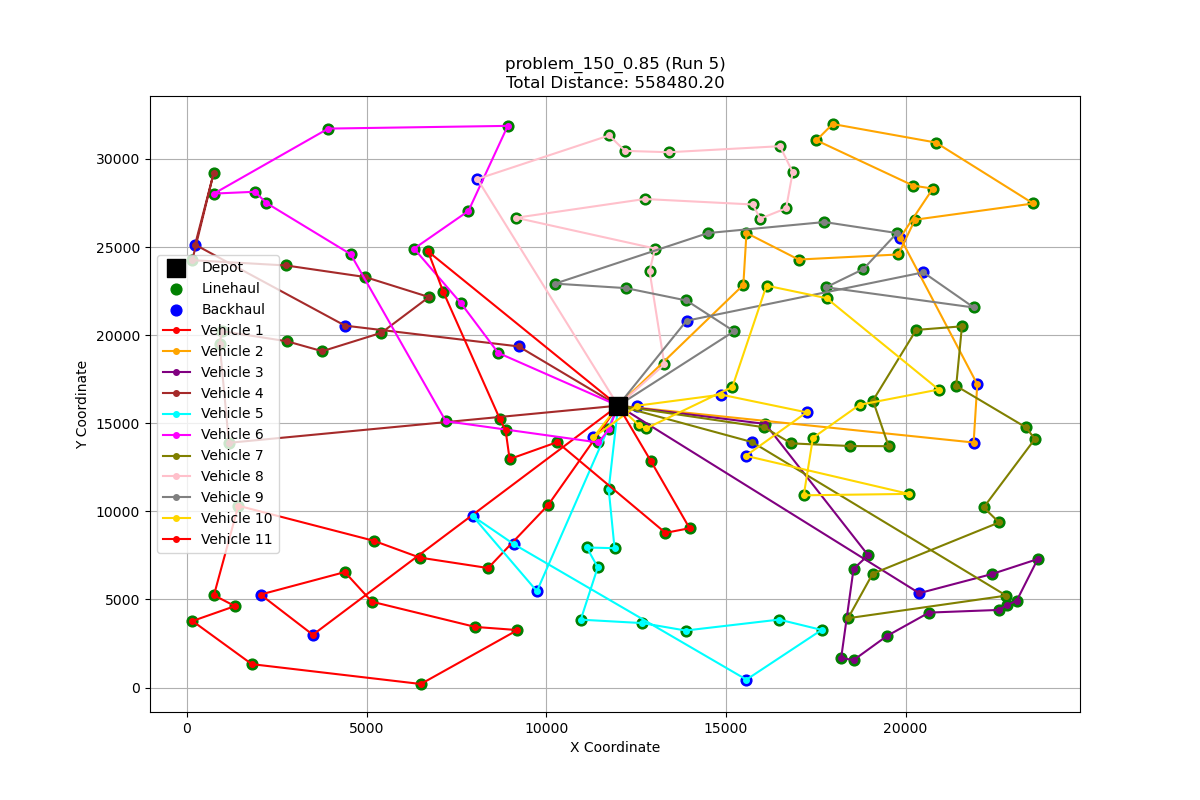 problem_150_0.85 (Run 5)
Total Distance: 558480.20
Y Coordinate
30000
25000
20000
15000
10000
5000
0
Depot
Linehaul
Backhaul
Vehicle 1
Vehicle 2
Vehicle 3
Vehicle 4
Vehicle 5
Vehicle 6
Vehicle 7
Vehicle 8
Vehicle 9
Vehicle 10
Vehicle 11
0 5000 10000 15000 20000
X Coordinate